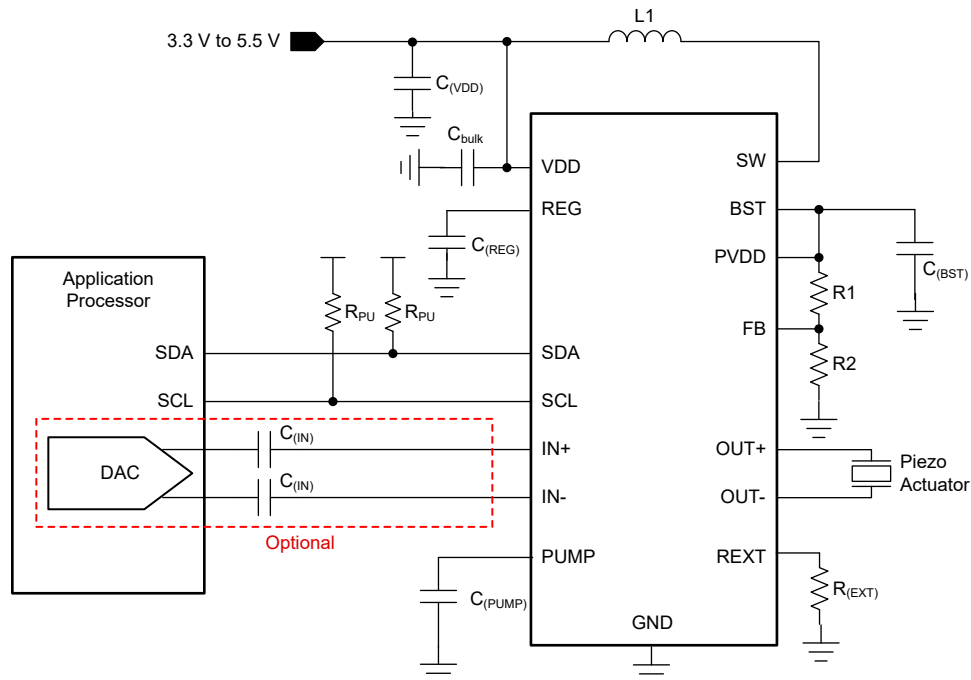 L1
3.3 V to 5.5 V
C(VDD)
Cbulk
VDD
SW
REG
BST
C(REG)
PVDD
C(BST)
Application
Processor
RPU
RPU
R1
FB
SDA
SDA
R2
SCL
SCL
C(IN)
DAC
IN+
OUT+
Piezo
Actuator
C(IN)
IN-
OUT-
Optional
PUMP
REXT
C(PUMP)
R(EXT)
GND